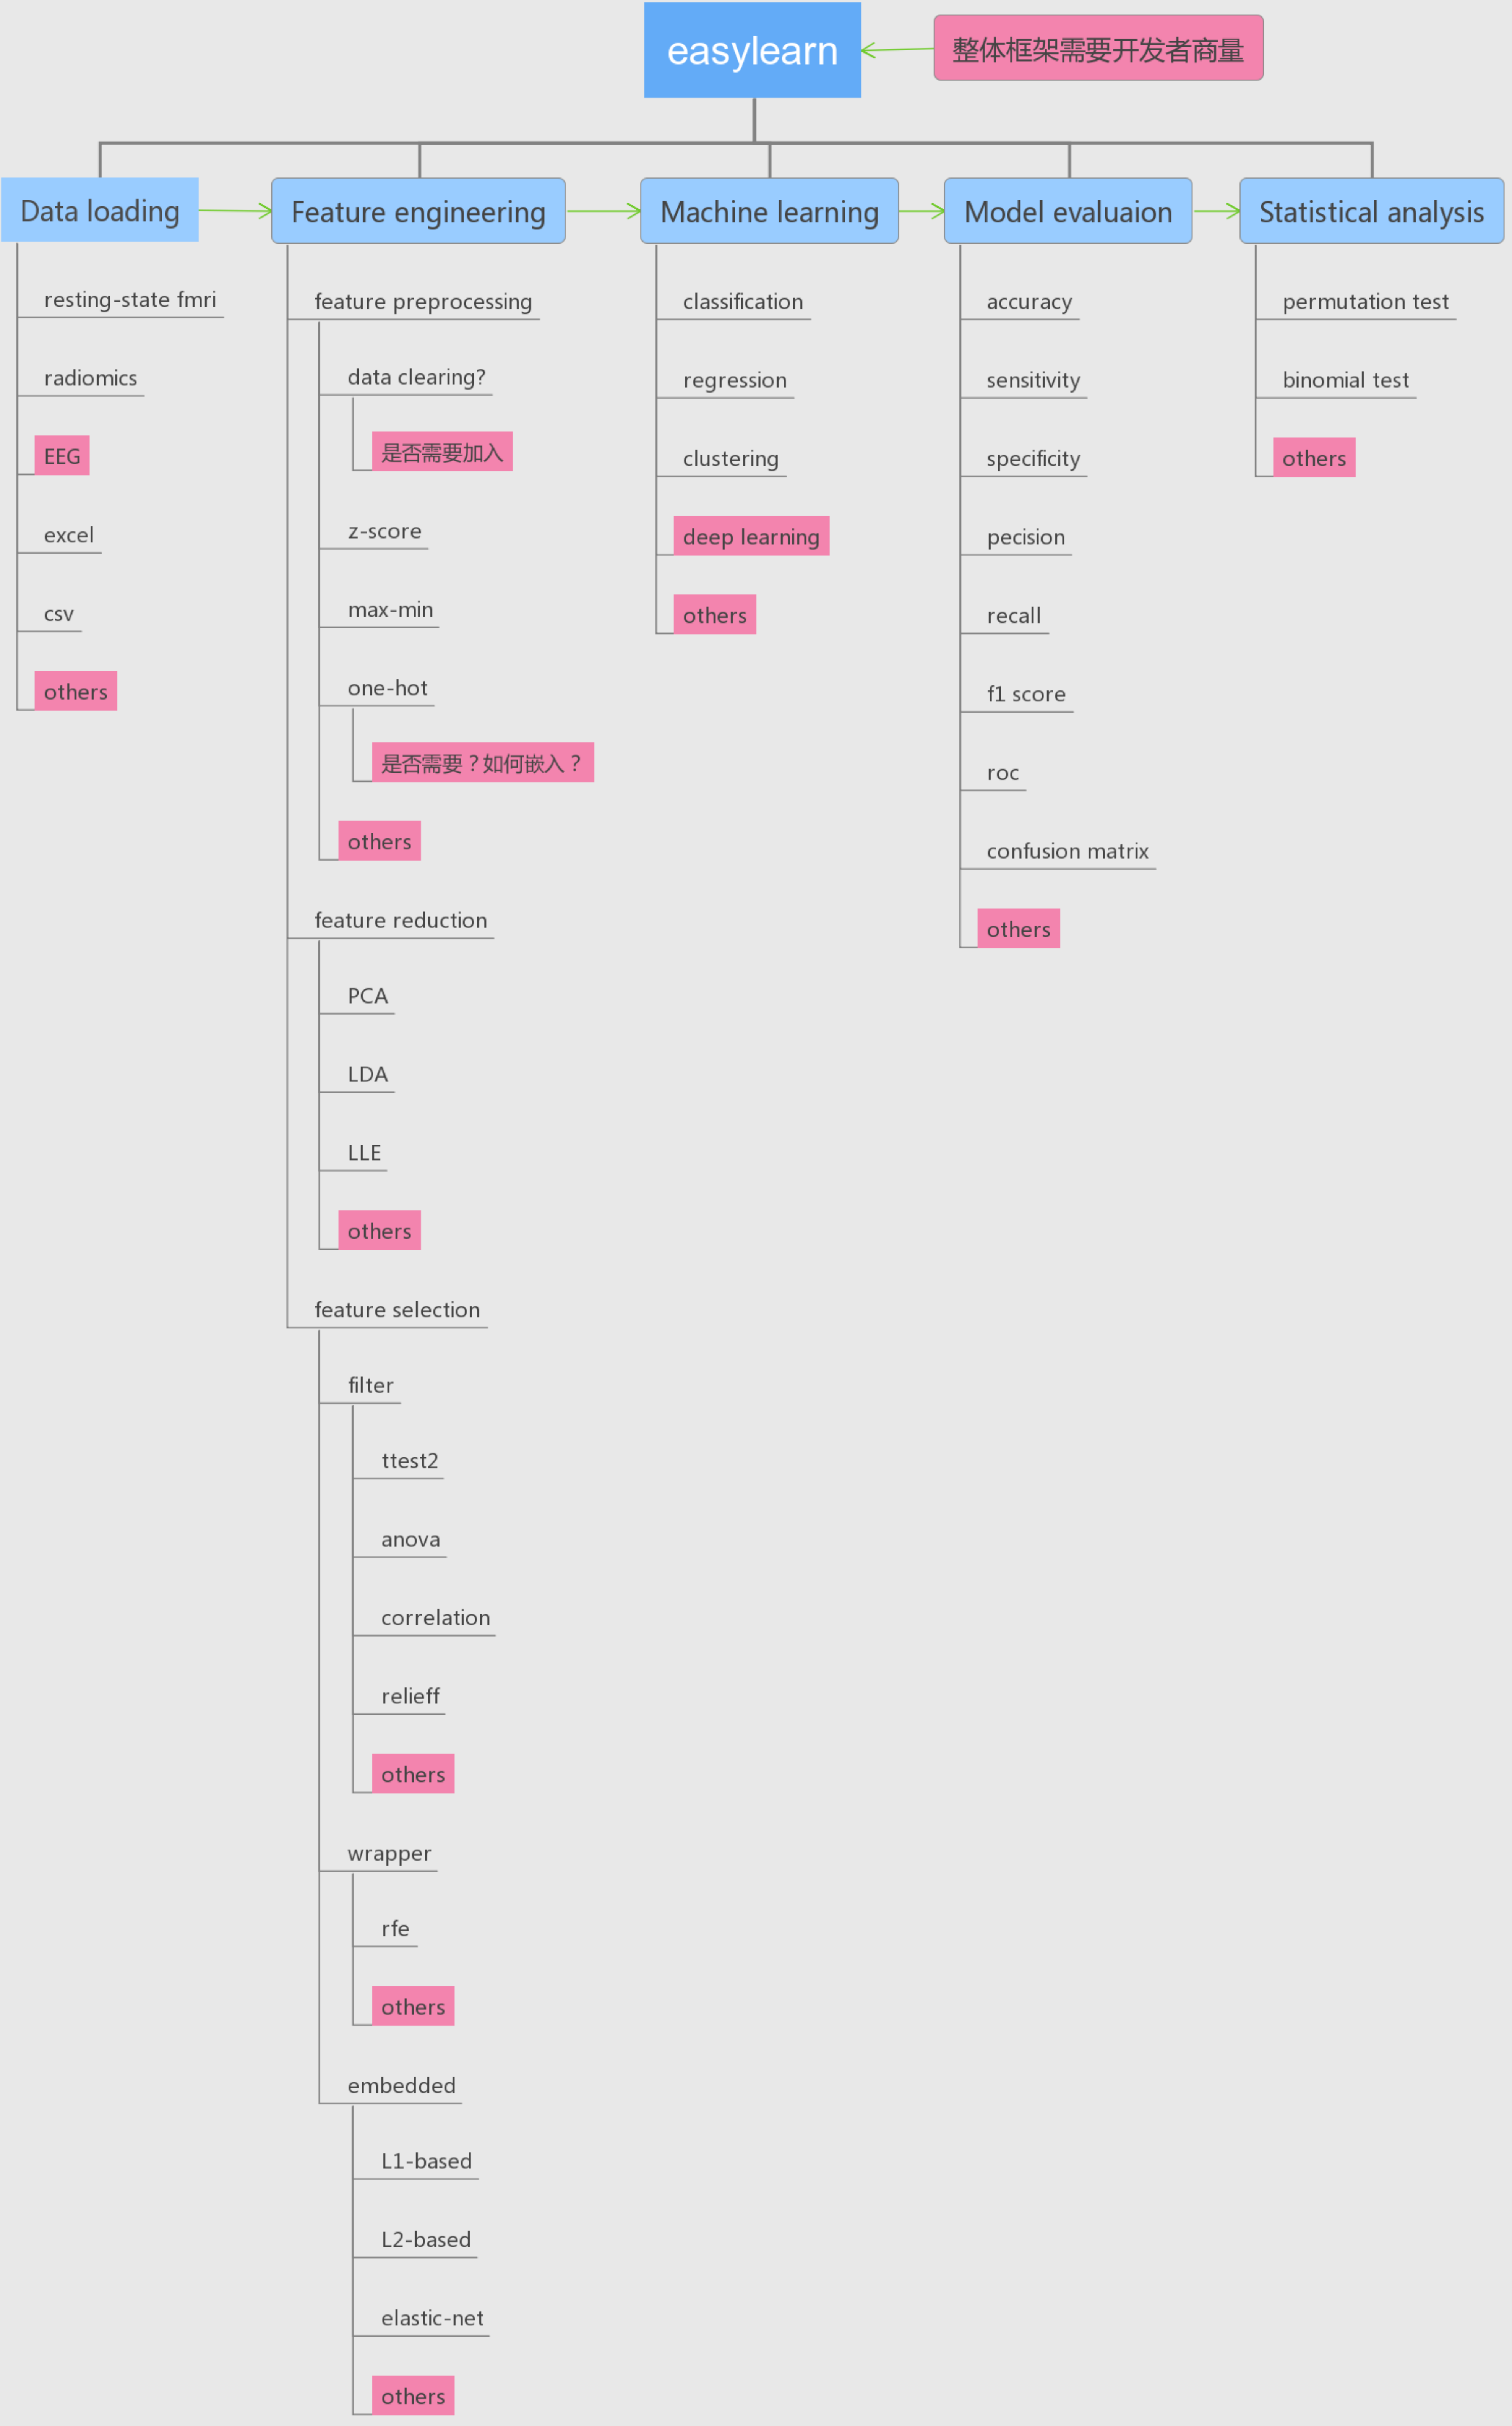 easylearn
整体框架需要开发者商量
Data loading
resting-state fmri
radiomics
EEG
excel
csv
others
Feature engineering
feature preprocessing
data clearing?
是否需要加入
z-score
max-min
one-hot
是否需要？如何嵌入？
others
feature reduction
PCA
LDA
LLE
others
feature selection
filter
ttest2
anova
correlation
relieff
others
wrapper
rfe
others
embedded
L1-based
L2-based
elastic-net
others
Machine learning
classification
regression
clustering
deep learning
others
Model evaluaion
accuracy
sensitivity
specificity
pecision
recall
f1 score
roc
confusion matrix
others
Statistical analysis
permutation test
binomial test
others